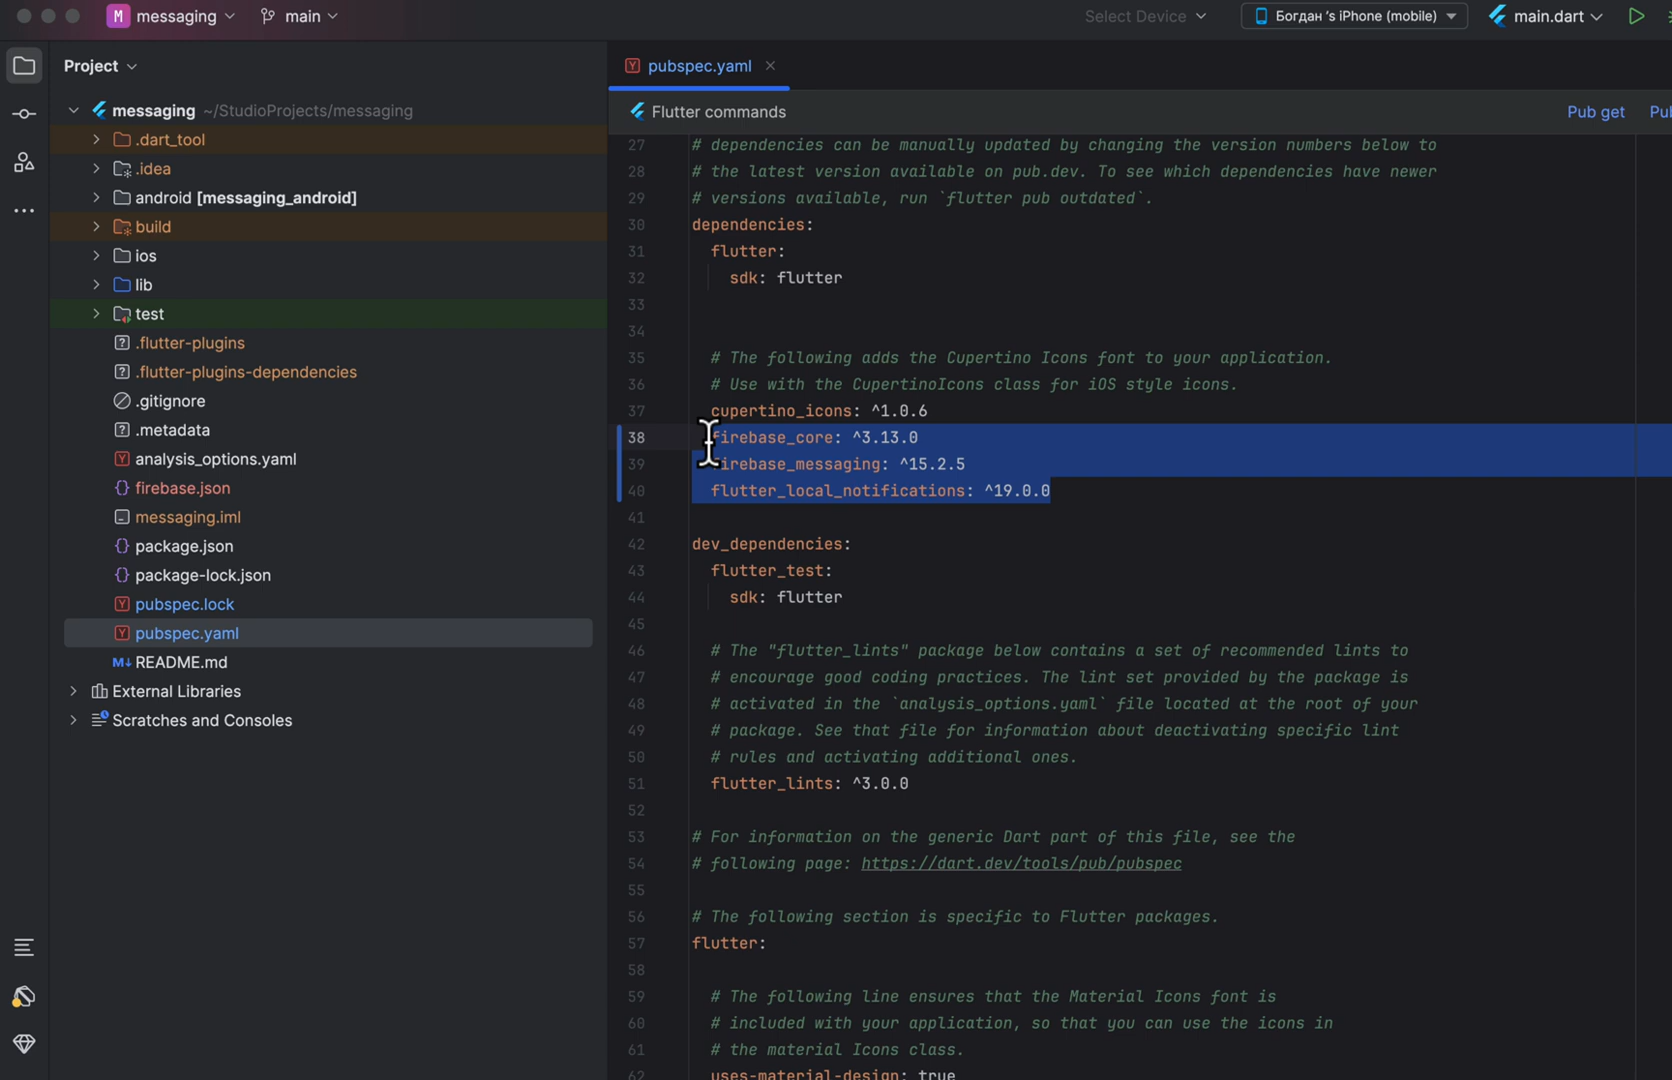 M messaging
main
Select Device
Богдан 's iPhone (mobile)
main.dart
Project
messaging ~/StudioProjects/messaging
.dart_tool
.idea
android [messaging_android]
build
ios
lib
test
.flutter-plugins
.flutter-plugins-dependencies
.gitignore
.metadata
analysis_options.yaml
firebase.json
messaging.iml
package.json
package-lock.json
pubspec.lock
pubspec.yaml
README.md
External Libraries
Scratches and Consoles
pubspec.yaml
Flutter commands
Pub get
27 # dependencies can be manually updated by changing the version numbers below to
28 # the latest version available on pub.dev. To see which dependencies have newer
29 # versions available, run `flutter pub outdated`.
30 dependencies:
31 flutter:
32 sdk: flutter
33
34
35 # The following adds the Cupertino Icons font to your application.
36 # Use with the CupertinoIcons class for iOS style icons.
37 cupertino_icons: ^1.0.6
38 firebase_core: ^3.13.0
39 firebase_messaging: ^15.2.5
40 flutter_local_notifications: ^19.0.0
41
42 dev_dependencies:
43 flutter_test:
44 sdk: flutter
45
46 # The "flutter_lints" package below contains a set of recommended lints to
47 # encourage good coding practices. The lint set provided by the package is
48 # activated in the `analysis_options.yaml` file located at the root of your
49 # package. See that file for information about deactivating specific lint
50 # rules and activating additional ones.
51 flutter_lints: ^3.0.0
52
53 # For information on the generic Dart part of this file, see the
54 # following page: https://dart.dev/tools/pub/pubspec
55
56 # The following section is specific to Flutter packages.
57 flutter:
58
59 # The following line ensures that the Material Icons font is
60 # included with your application, so that you can use the icons in
61 # the material Icons class.
62 uses-material-design: true